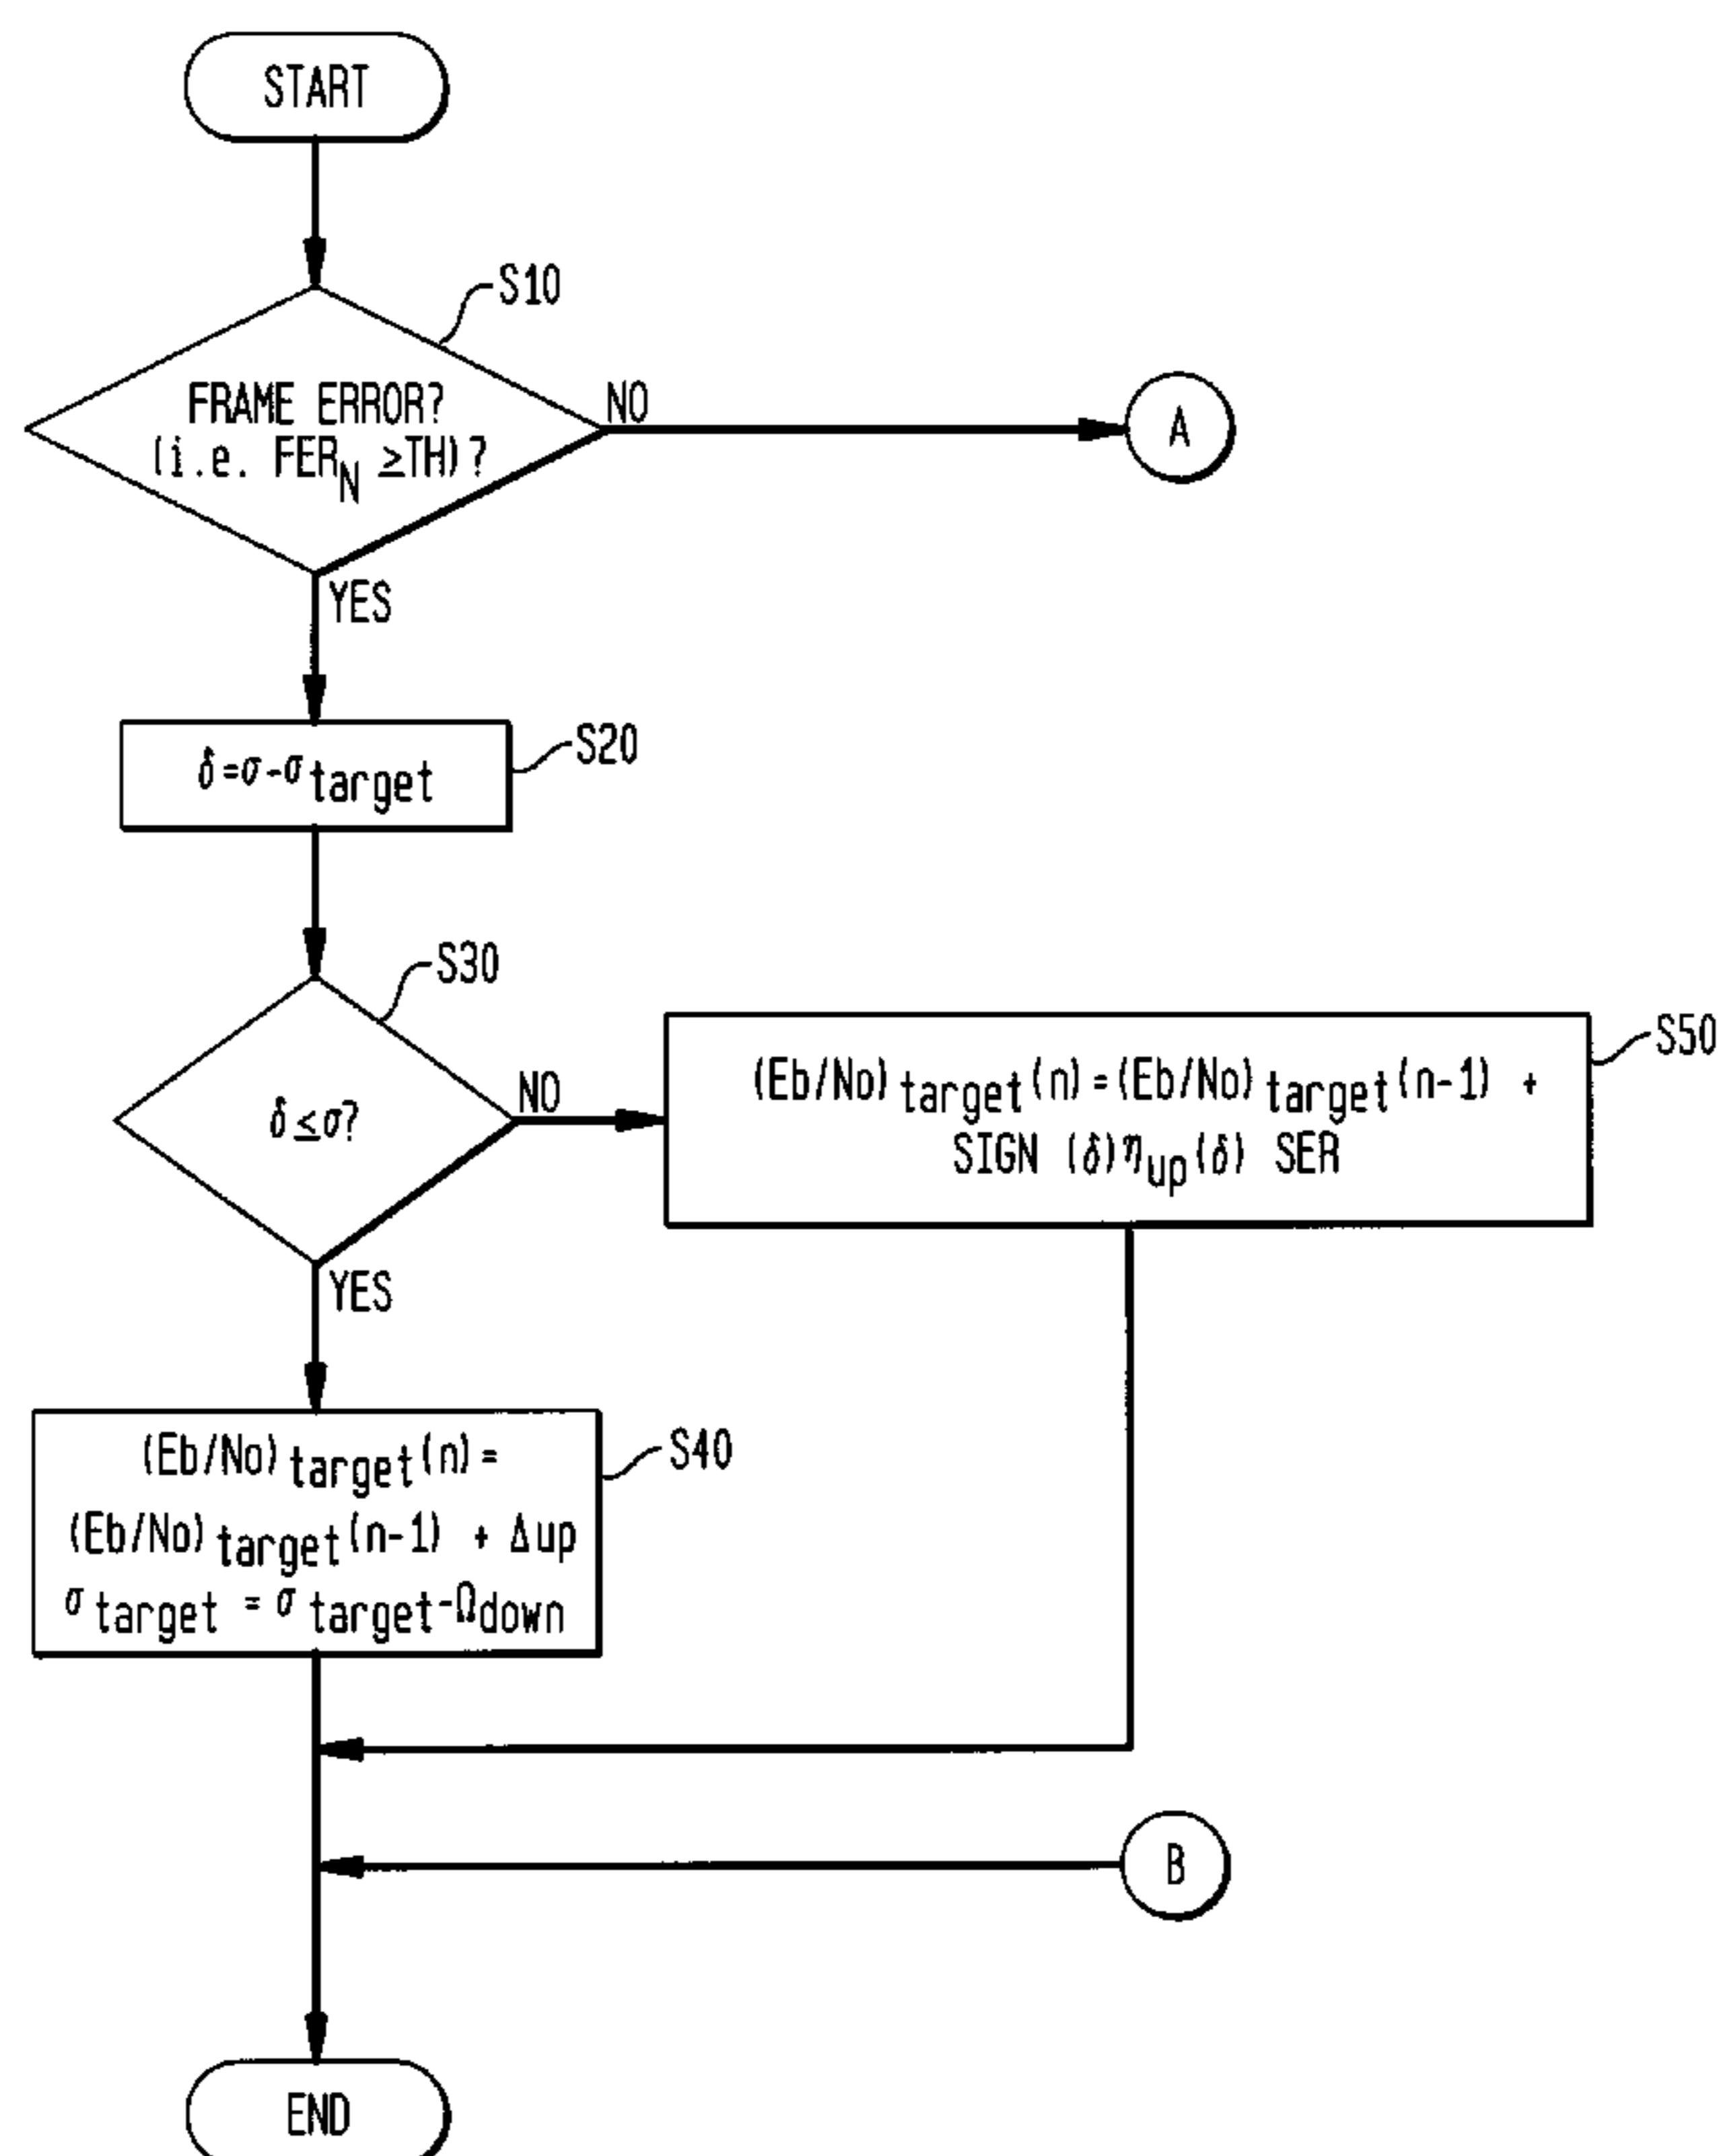 START
S10
FRAME ERROR?
(i.e. FER_N ≥TH)?
NO
A
YES
δ=σ-σ target
S20
S30
δ≤σ?
NO
S50
(Eb/No) target(n)=(Eb/No) target(n-1) +
SIGN (δ)ηup(δ) SER
YES
S40
(Eb/No) target(n)=
(Eb/No) target(n-1) + Δup
σ target = σ target-Ωdown
B
END